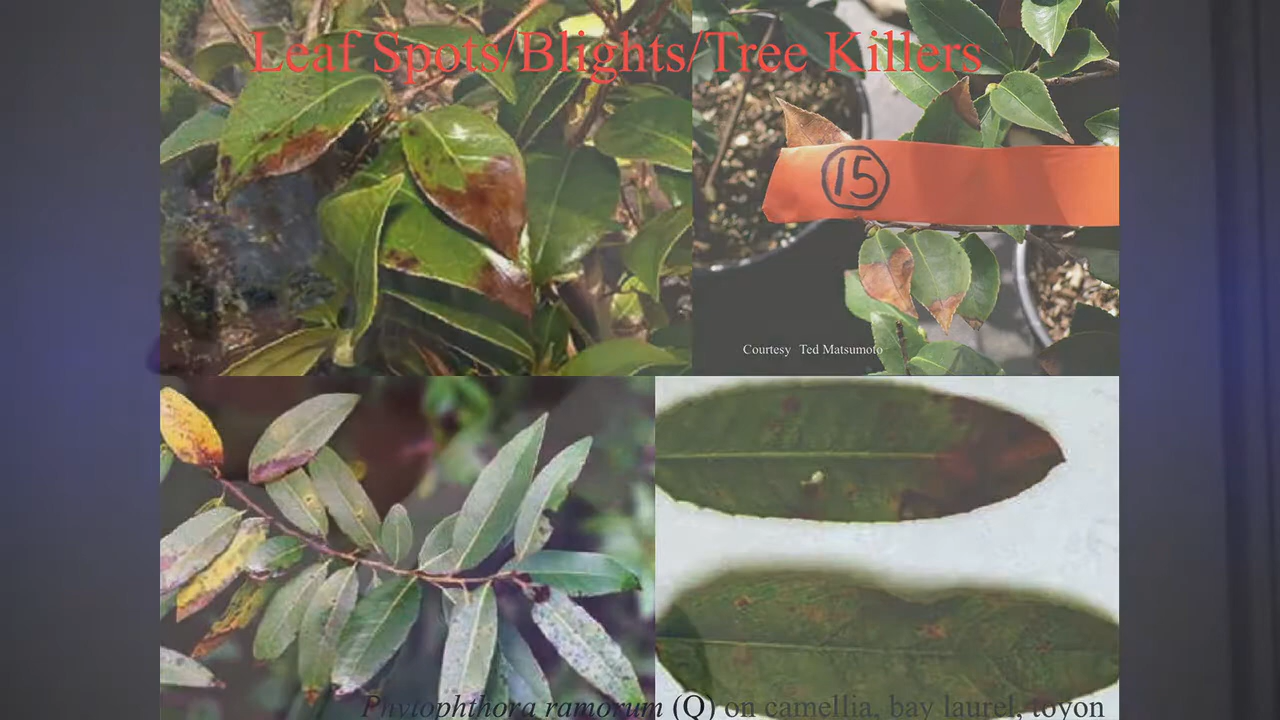 Leaf Spots/Blights/Tree Killers
15
Courtesy Ted Matsumoto
Phytophthora ramorum (Q) on camellia, bay laurel, toyon